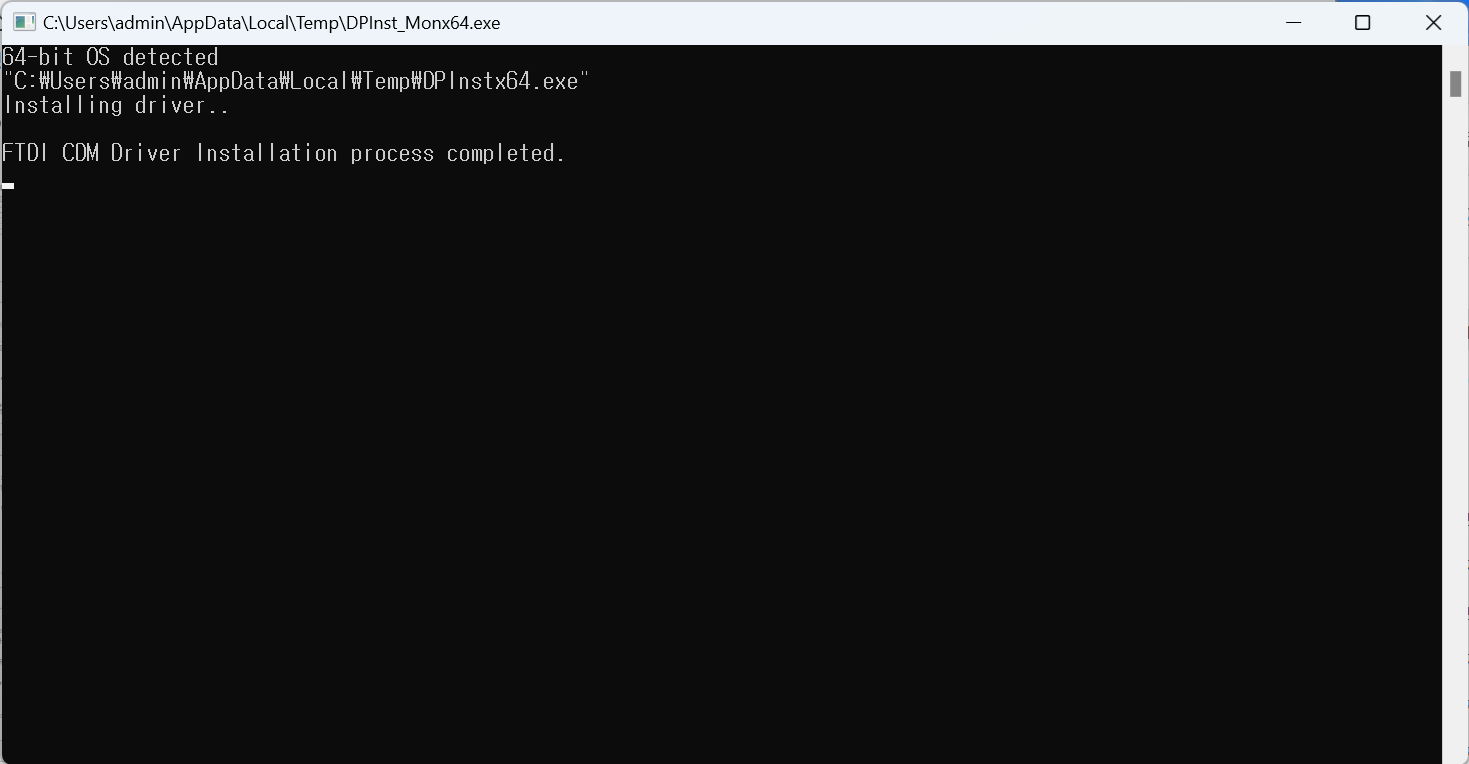 C:\Users\admin\AppData\Local\Temp\DPInst_Monx64.exe
64-bit OS detected
"C:₩Users₩admin₩AppData₩Local₩Temp₩DPInstx64.exe"
Installing driver..
FTDI CDM Driver Installation process completed.